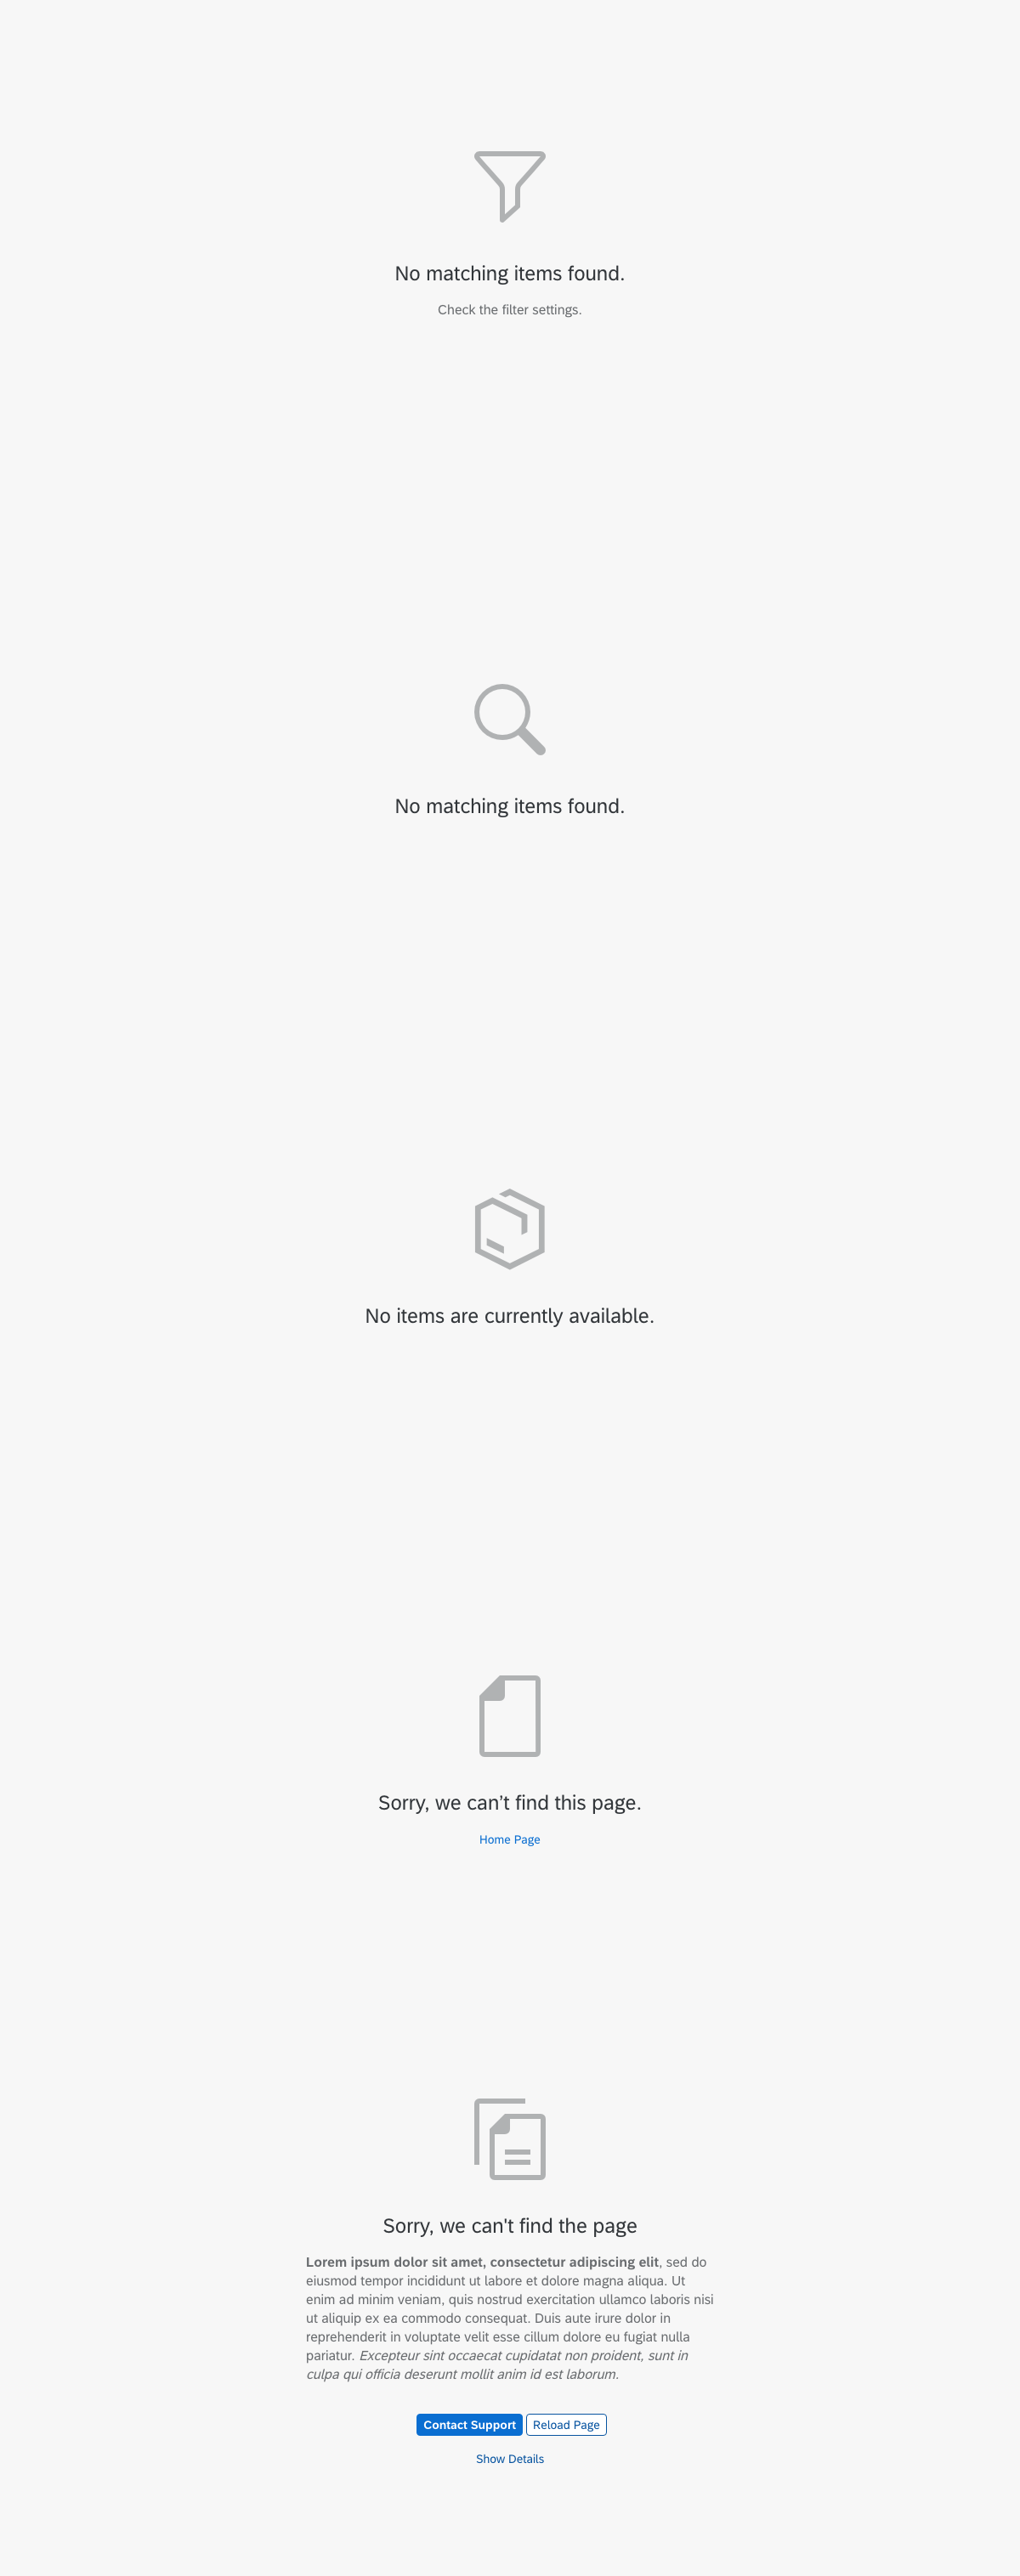 No matching items found.
Check the filter settings.
No matching items found.
No items are currently available.
Sorry, we can’t find this page.
Home Page
Sorry, we can't find the page
Lorem ipsum dolor sit amet, consectetur adipiscing elit, sed do
eiusmod tempor incididunt ut labore et dolore magna aliqua. Ut
enim ad minim veniam, quis nostrud exercitation ullamco laboris nisi
ut aliquip ex ea commodo consequat. Duis aute irure dolor in
reprehenderit in voluptate velit esse cillum dolore eu fugiat nulla
pariatur. Excepteur sint occaecat cupidatat non proident, sunt in
culpa qui officia deserunt mollit anim id est laborum.
Contact Support Reload Page
Show Details